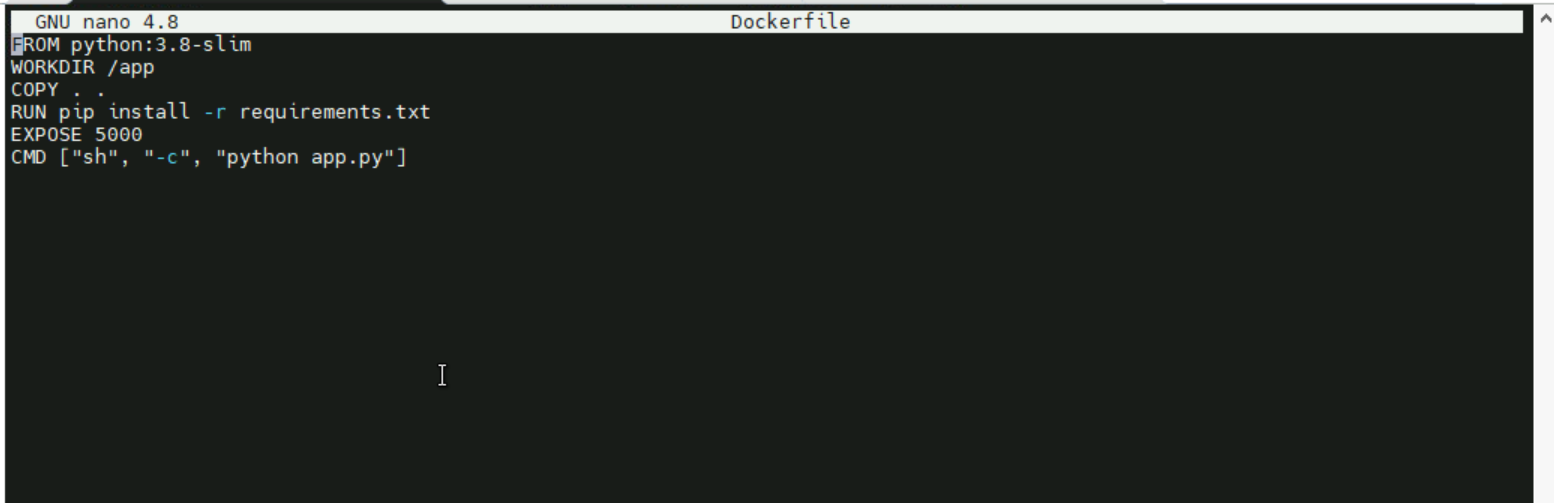 GNU nano 4.8 Dockerfile
FROM python:3.8-slim
WORKDIR /app
COPY . .
RUN pip install -r requirements.txt
EXPOSE 5000
CMD ["sh", "-c", "python app.py"]